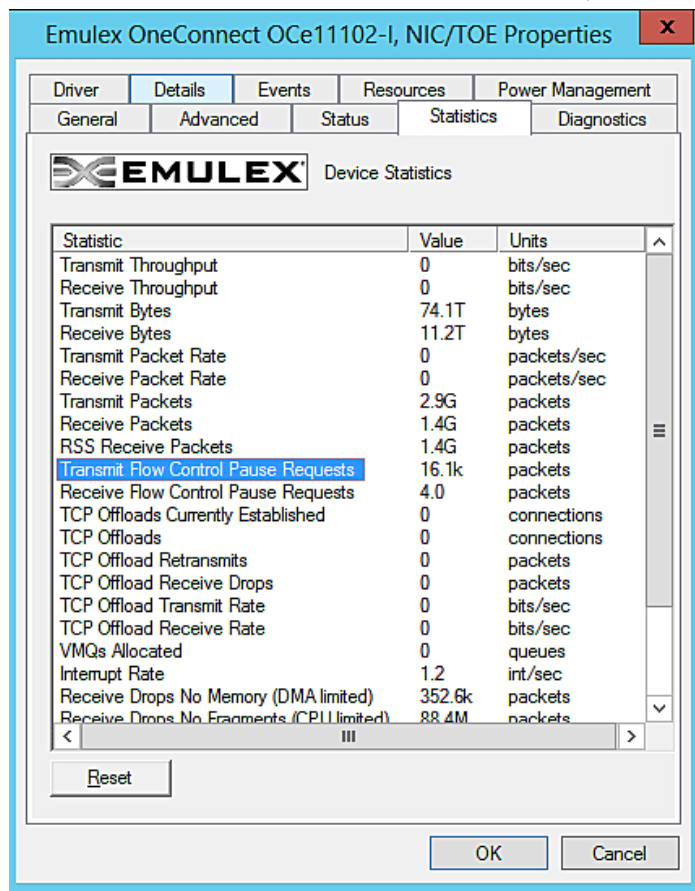 Emulex OneConnect OCe11102-I, NIC/TOE Properties x
Driver Details Events Resources Power Management
General Advanced Status Statistics Diagnostics
EMULEX Device Statistics
Statistic Value Units
Transmit Throughput 0 bits/sec
Receive Throughput 0 bits/sec
Transmit Bytes 74.1T bytes
Receive Bytes 11.2T bytes
Transmit Packet Rate 0 packets/sec
Receive Packet Rate 0 packets/sec
Transmit Packets 2.9G packets
Receive Packets 1.4G packets
RSS Receive Packets 1.4G packets
Transmit Flow Control Pause Requests 16.1k packets
Receive Flow Control Pause Requests 4.0 packets
TCP Offloads Currently Established 0 connections
TCP Offloads 0 connections
TCP Offload Retransmits 0 packets
TCP Offload Receive Drops 0 packets
TCP Offload Transmit Rate 0 bits/sec
TCP Offload Receive Rate 0 bits/sec
VMQs Allocated 0 queues
Interrupt Rate 1.2 int/sec
Receive Drops No Memory (DMA limited) 352.6k packets
Receive Drops No Fragments (CPU limited) 88.4M packets
Reset
OK Cancel